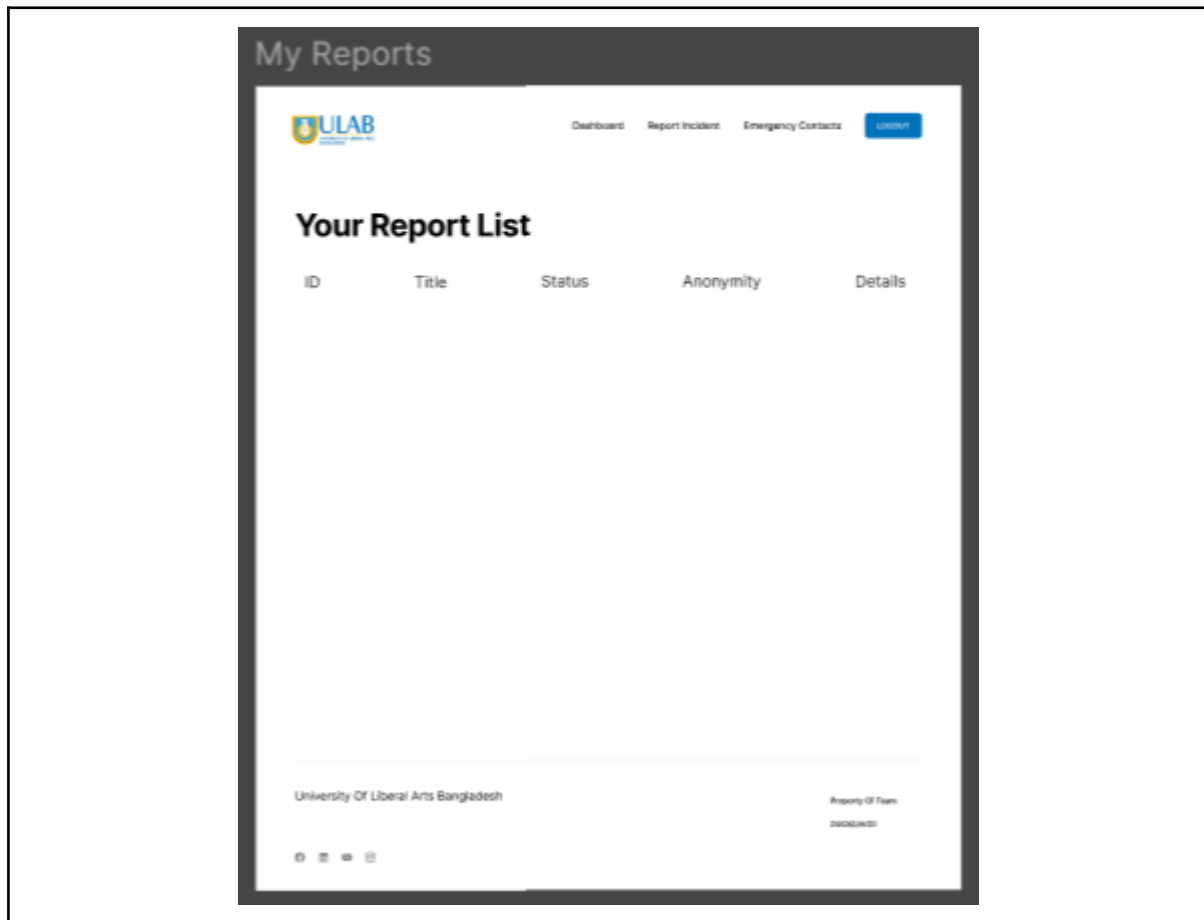 My Reports
ULAB
Dashboard Report Incident Emergency Contacts LOGOUT
Your Report List
ID Title Status Anonymity Details
University Of Liberal Arts Bangladesh
Property Of Team